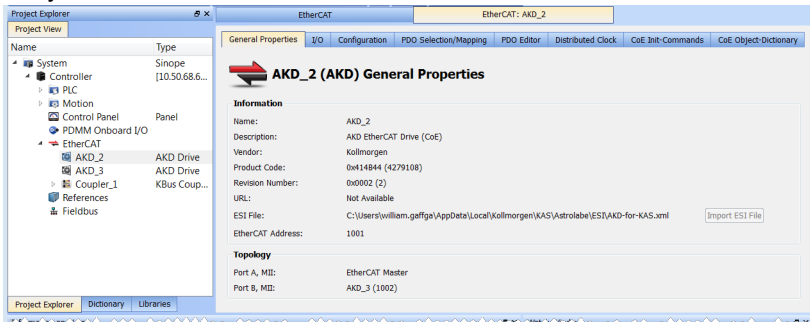 Project Explorer
Project View
Name Type
System Sinope
Controller [10.50.68.6...
PLC
Motion
Control Panel Panel
PDMM Onboard I/O
EtherCAT
AKD_2 AKD Drive
AKD_3 AKD Drive
Coupler_1 KBus Coup...
References
Fieldbus
Project Explorer Dictionary Libraries
EtherCAT EtherCAT: AKD_2
General Properties I/O Configuration PDO Selection/Mapping PDO Editor Distributed Clock CoE Init-Commands CoE Object-Dictionary
AKD_2 (AKD) General Properties
Information
Name: AKD_2
Description: AKD EtherCAT Drive (CoE)
Vendor: Kollmorgen
Product Code: 0x414B44 (4279108)
Revision Number: 0x0002 (2)
URL: Not Available
ESI File: C:\Users\william.gaffga\AppData\Local\Kollmorgen\KAS\Astrolabe\ESI\AKD-for-KAS.xml Import ESI File
EtherCAT Address: 1001
Topology
Port A, MII: EtherCAT Master
Port B, MII: AKD_3 (1002)